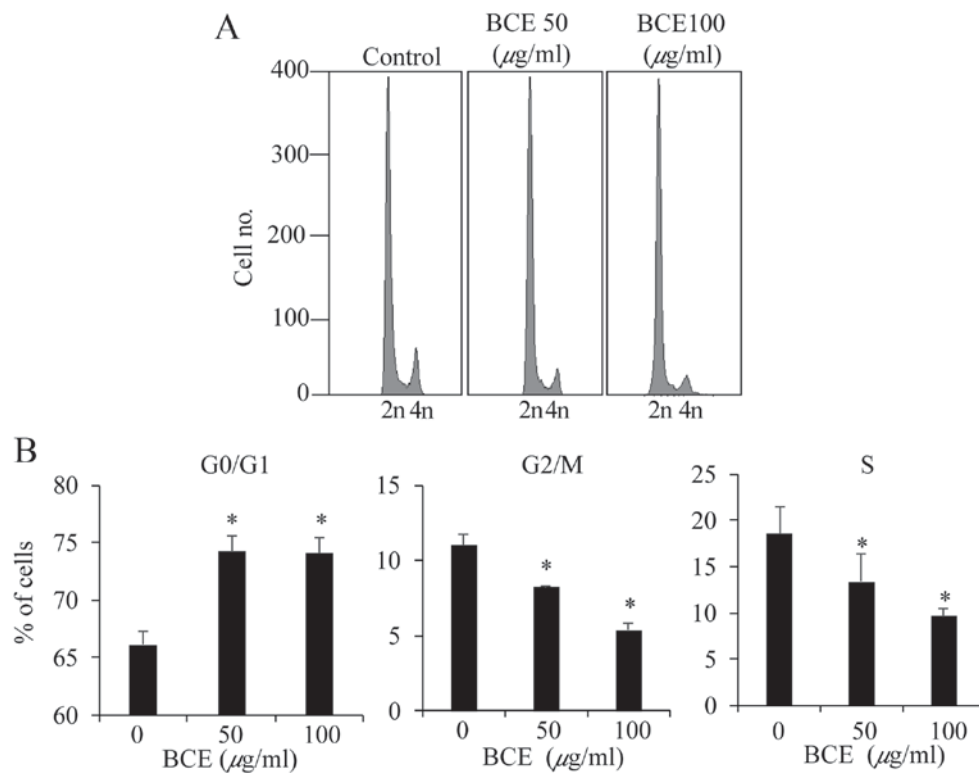 A
Control
BCE 50
(μg/ml)
BCE100
(μg/ml)
Cell no.
400
300
200
100
0
2n 4n
2n4n
2n 4n
B
G0/G1
% of cells
80
75
70
65
60
*
*
0
50
100
BCE (μg/ml)
G2/M
15
10
5
0
*
*
0
50
100
BCE (μg/ml)
S
25
20
15
10
5
0
*
*
0
50
100
BCE (μg/ml)